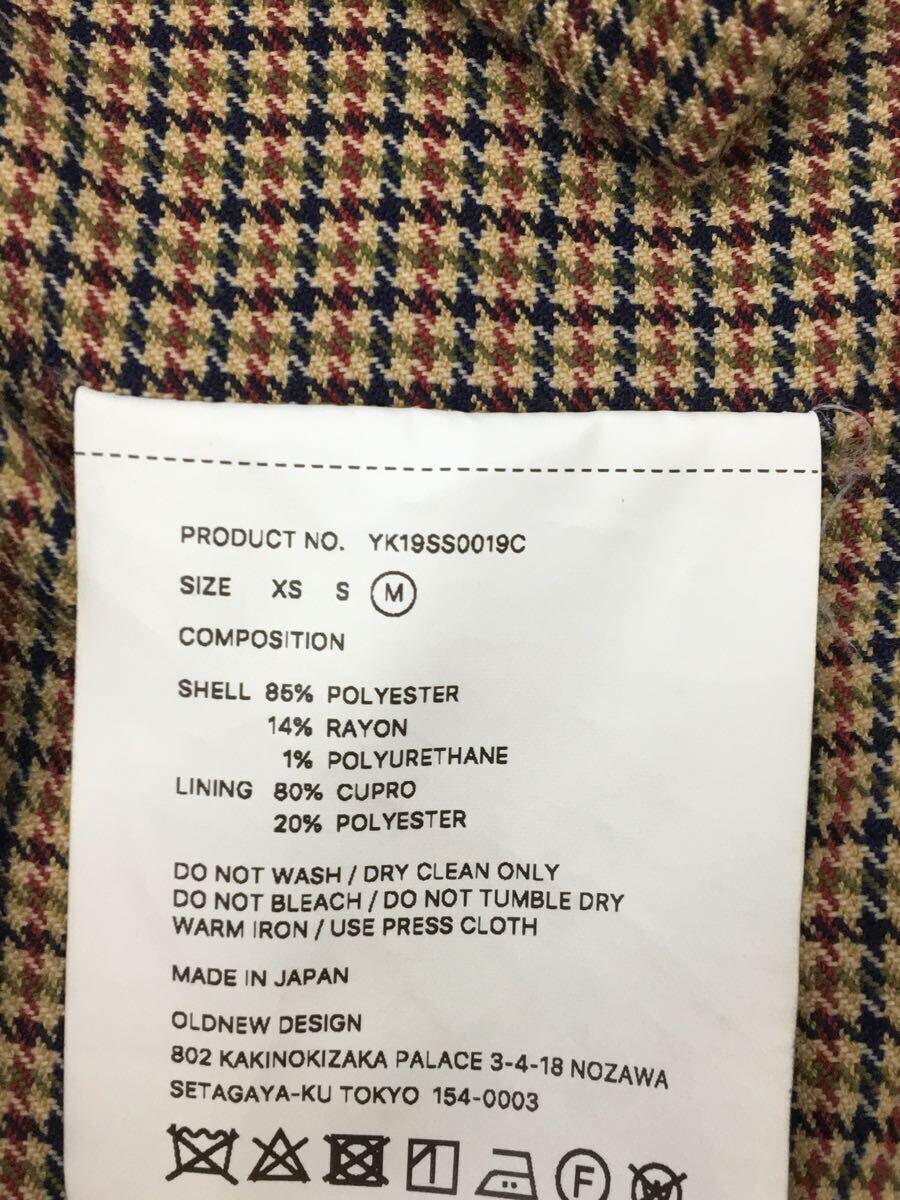 PRODUCT NO. YK19SS0019C
SIZE XS S M
COMPOSITION
SHELL 85% POLYESTER
14% RAYON
1% POLYURETHANE
LINING 80% CUPRO
20% POLYESTER
DO NOT WASH / DRY CLEAN ONLY
DO NOT BLEACH / DO NOT TUMBLE DRY
WARM IRON / USE PRESS CLOTH
MADE IN JAPAN
OLDNEW DESIGN
802 KAKINOKIZAKA PALACE 3-4-18 NOZAWA
SETAGAYA-KU TOKYO 154-0003
F W